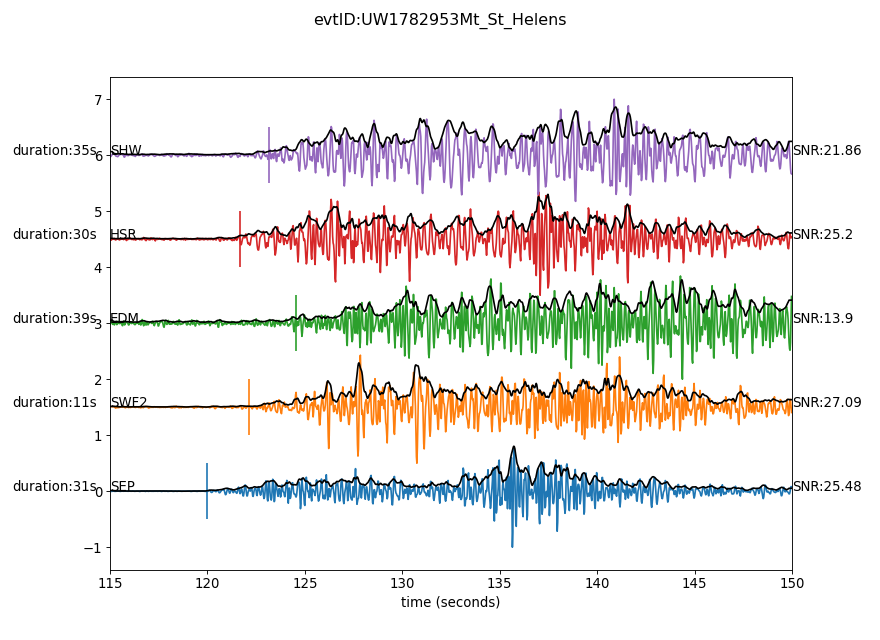 evtID:UW1782953Mt_St_Helens
7
duration:35s SHW SNR:21.86
6
5
duration:30s HSR SNR:25.2
4
duration:39s EDM SNR:13.9
3
2
duration:11s SWF2 SNR:27.09
1
duration:31s SEP SNR:25.48
0
−1
115 120 125 130 135 140 145 150
time (seconds)